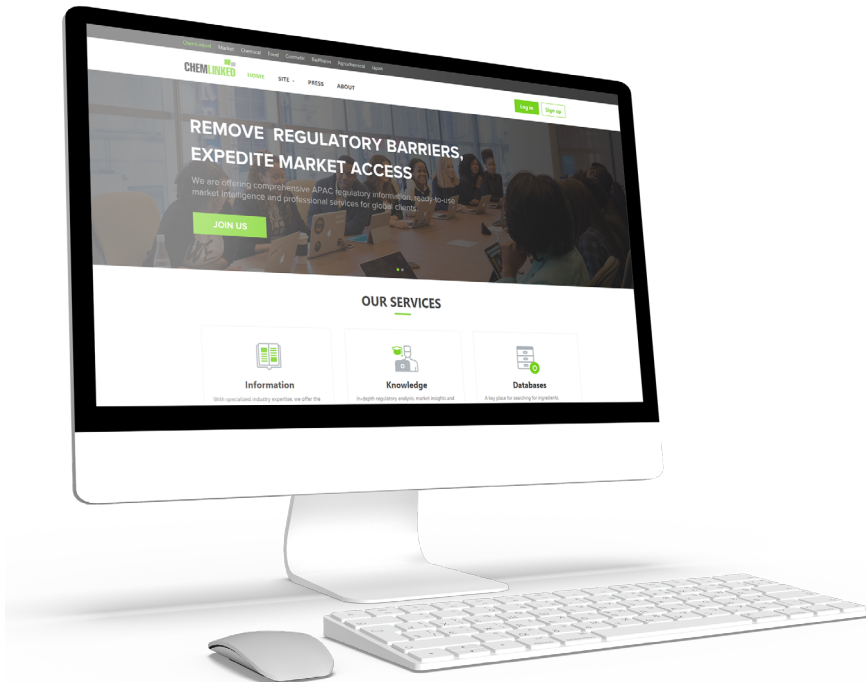 ChemLinked Market Chemical Food Cosmetic BaiPharm Agrochemical News
CHEMLINKED HOME SITE PRESS ABOUT Log in Sign up
REMOVE REGULATORY BARRIERS,
EXPEDITE MARKET ACCESS
We are offering comprehensive APAC regulatory information, ready-to-use
market intelligence and professional services for global clients.
JOIN US
OUR SERVICES
Information Knowledge Databases
With specialized industry expertise, we offer the In-depth regulatory analysis, market insights and A key place for searching for ingredients,